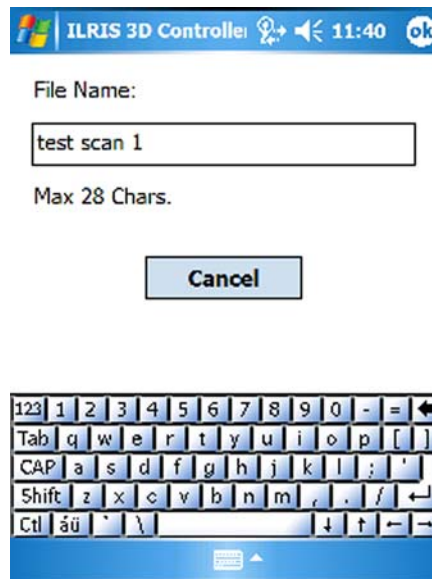 ILRIS 3D Controller 11:40 ok
File Name:
test scan 1
Max 28 Chars.
Cancel
123 1 2 3 4 5 6 7 8 9 0 - =
Tab q w e r t y u i o p [ ]
CAP a s d f g h j k l ; '
Shift z x c v b n m , . /
Ctl áü ` \